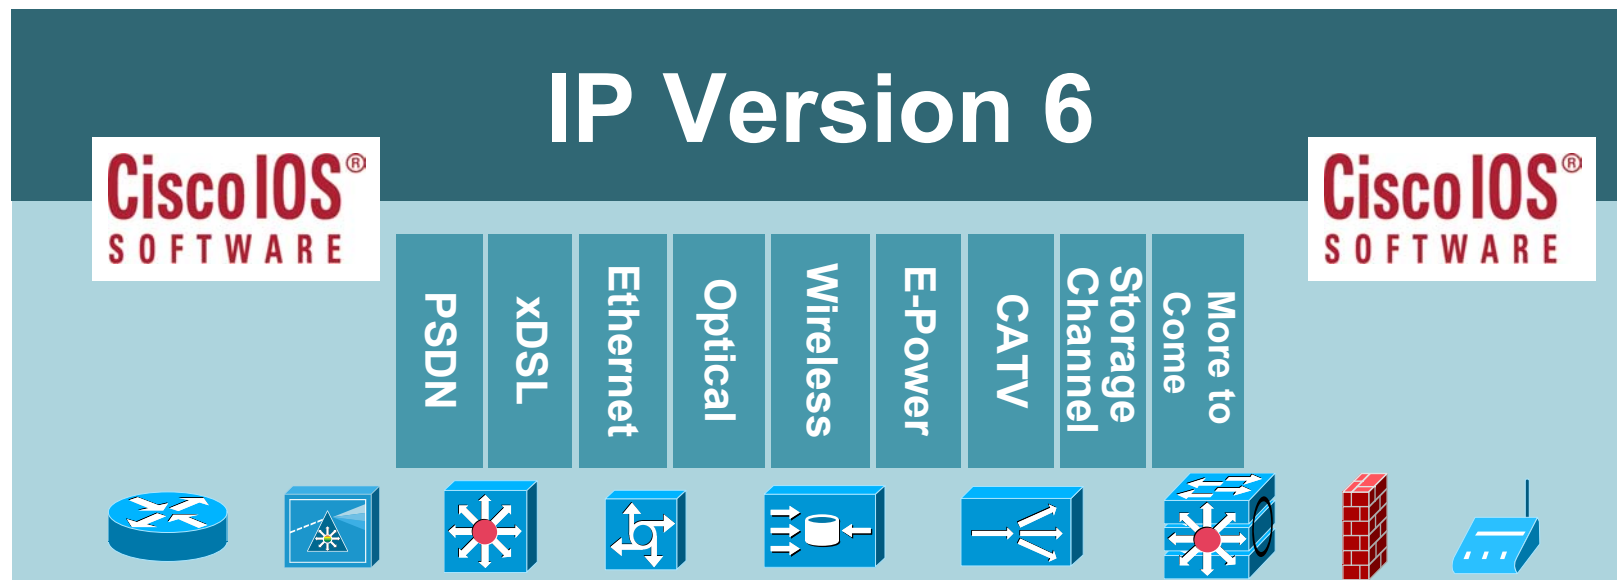 IP Version 6
Cisco IOS®
SOFTWARE
Cisco IOS®
SOFTWARE
PSDN
xDSL
Ethernet
Optical
Wireless
E-Power
CATV
Storage
Channel
More to
Come